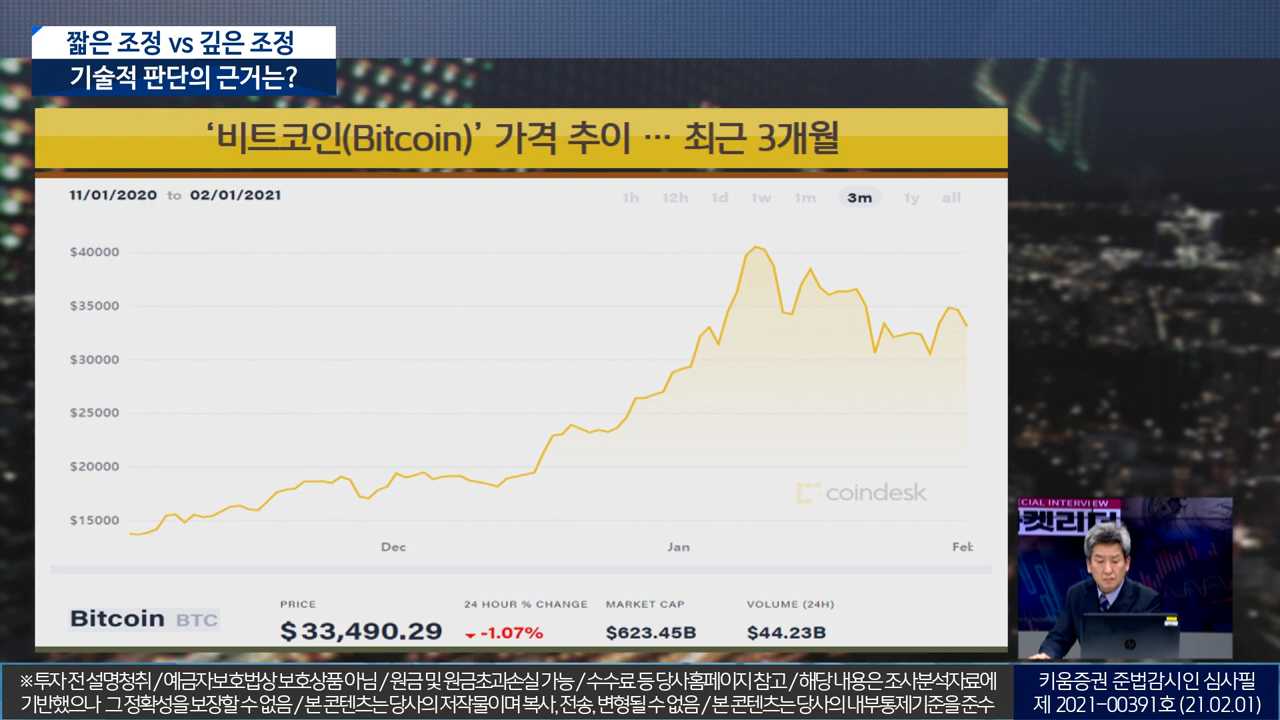 짧은 조정 vs 깊은 조정
기술적 판단의 근거는?
‘비트코인(Bitcoin)’ 가격 추이 … 최근 3개월
11/01/2020 to 02/01/2021
1h 12h 1d 1w 1m 3m 1y all
$40000
$35000
$30000
$25000
$20000
$15000
coindesk
Dec Jan Feb
Bitcoin BTC
PRICE
$33,490.29
24 HOUR % CHANGE
-1.07%
MARKET CAP
$623.45B
VOLUME (24H)
$44.23B
CIAL INTERVIEW
켓리더
hp
※ 투자 전 설명청취 / 예금자보호법상 보호상품 아님 / 원금 및 원금초과손실 가능 / 수수료 등 당사홈페이지 참고 / 해당 내용은 조사분석자료에
기반했으나 그 정확성을 보장할 수 없음 / 본 콘텐츠는 당사의 저작물이며 복사, 전송, 변형될 수 없음 / 본 콘텐츠는 당사의 내부통제기준을 준수
키움증권 준법감시인 심사필
제 2021-00391호 (21.02.01)